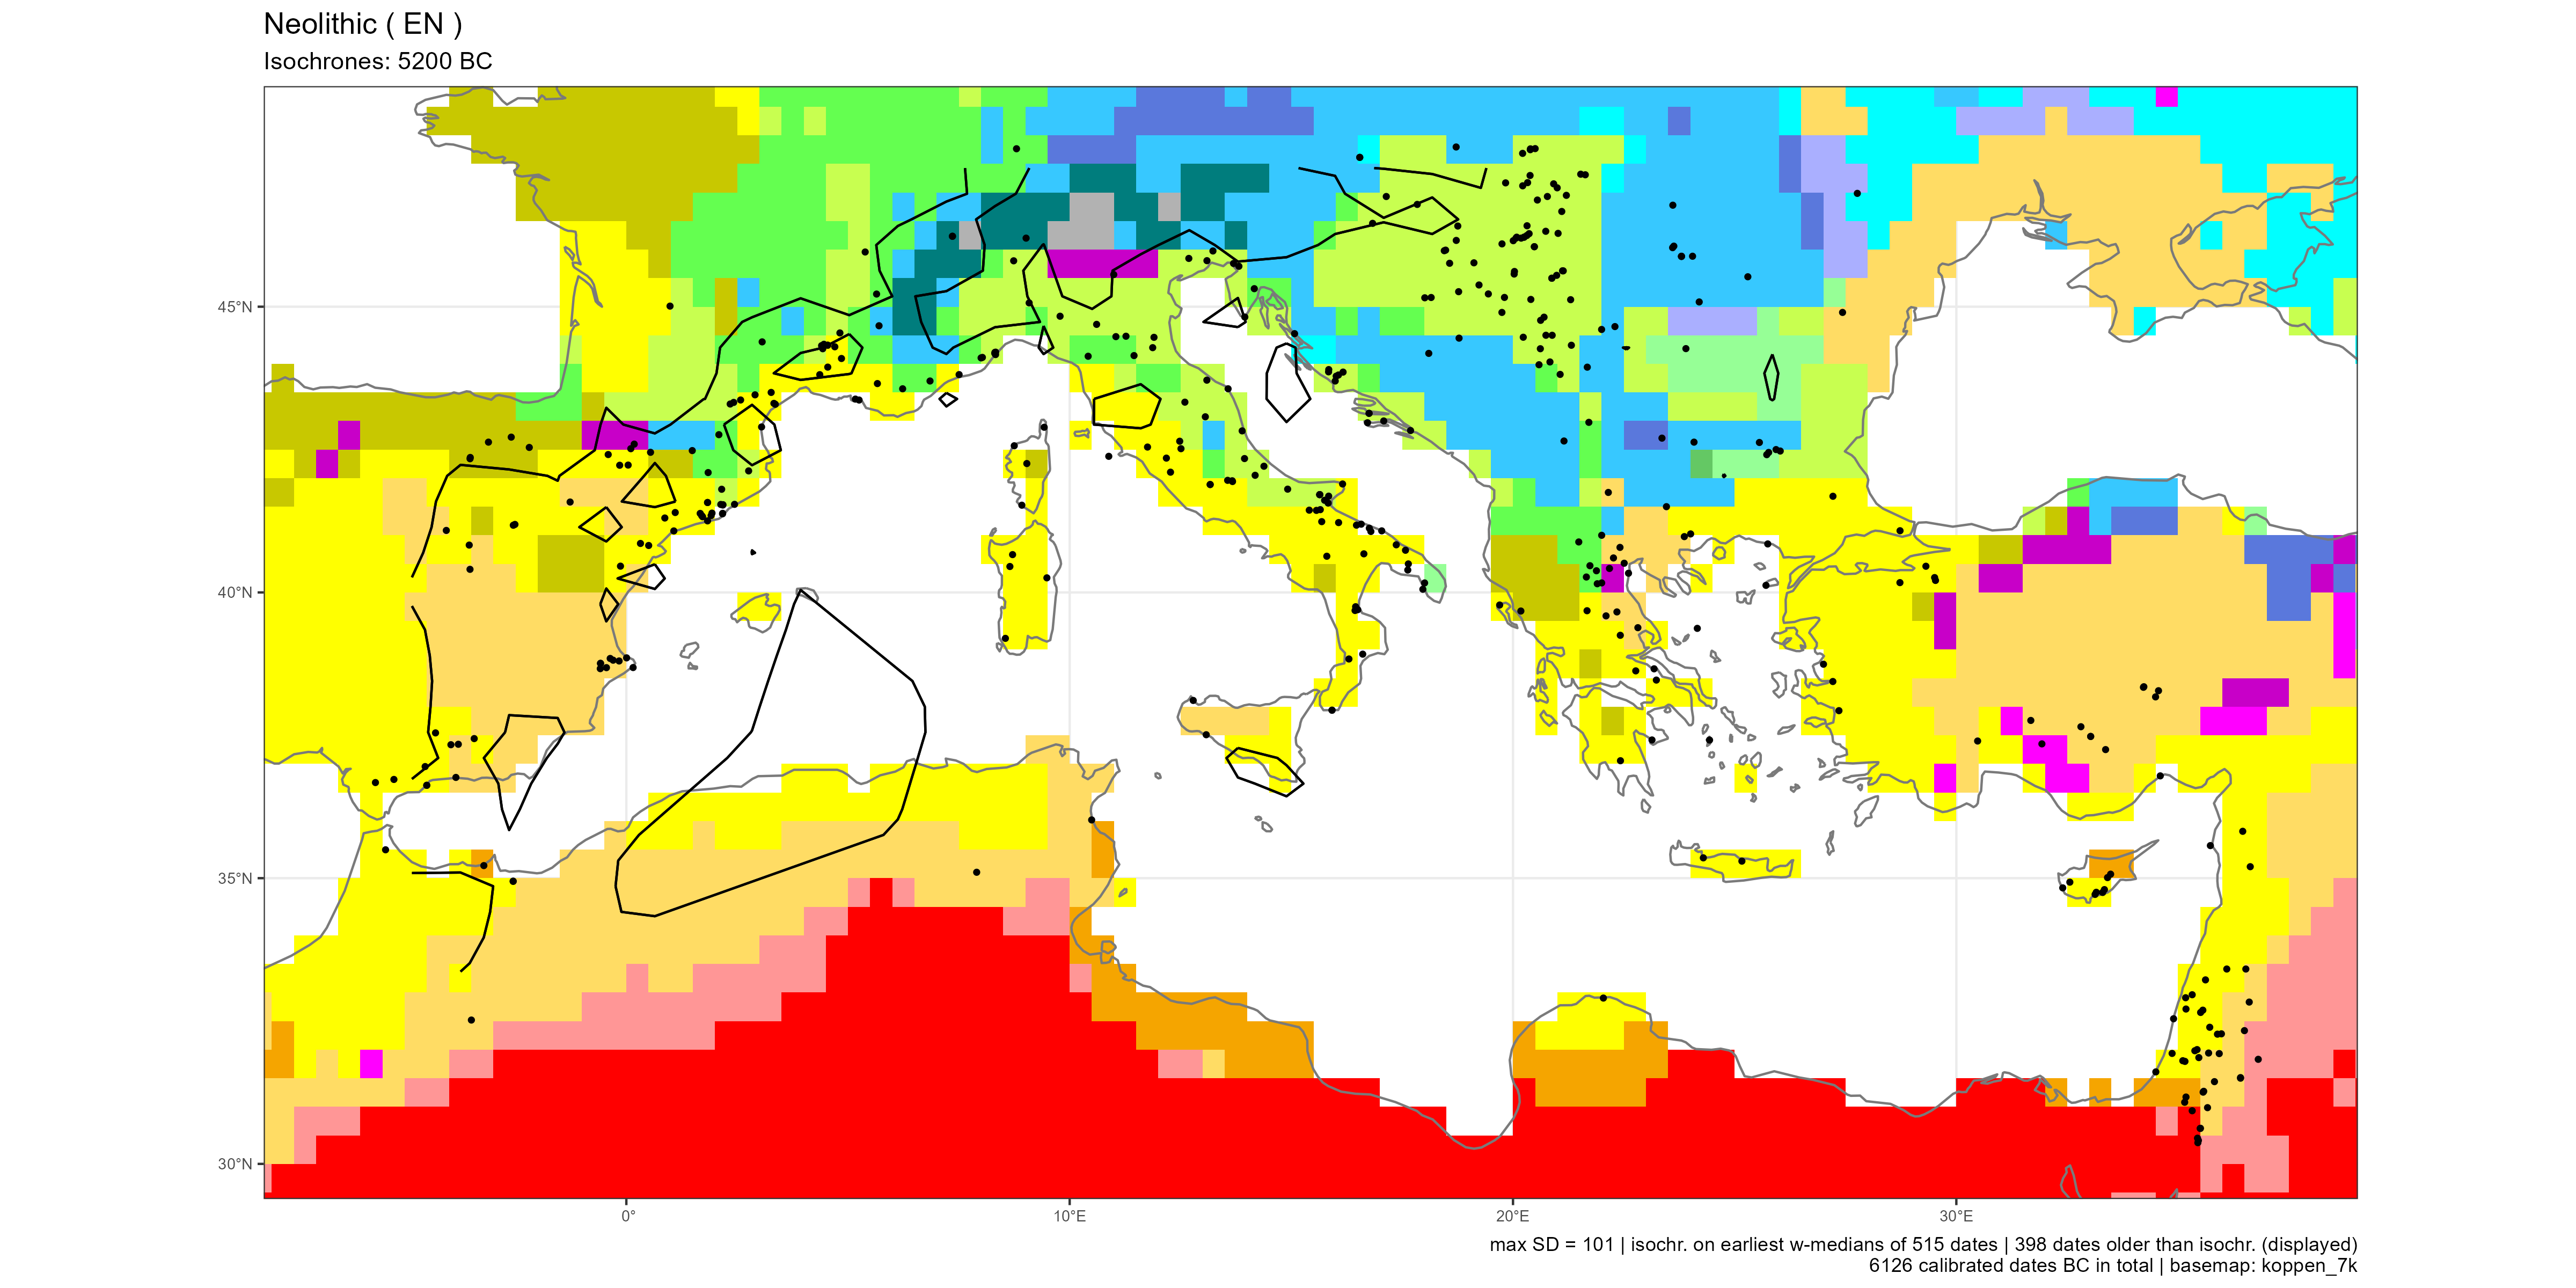 Neolithic ( EN )
Isochrones: 5200 BC
45°N
40°N
35°N
30°N
0°
10°E
20°E
30°E
max SD = 101 | isochr. on earliest w-medians of 515 dates | 398 dates older than isochr. (displayed)
6126 calibrated dates BC in total | basemap: koppen_7k